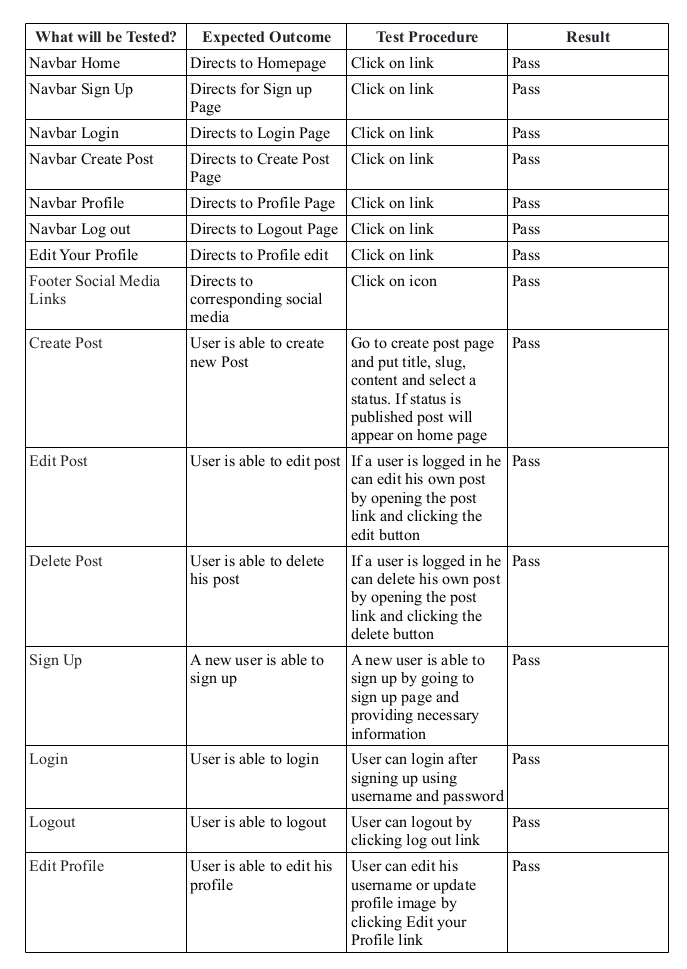 What will be Tested? Expected Outcome Test Procedure Result
Navbar Home Directs to Homepage Click on link Pass
Navbar Sign Up Directs for Sign up Click on link Pass
Page
Navbar Login Directs to Login Page Click on link Pass
Navbar Create Post Directs to Create Post Click on link Pass
Page
Navbar Profile Directs to Profile Page Click on link Pass
Navbar Log out Directs to Logout Page Click on link Pass
Edit Your Profile Directs to Profile edit Click on link Pass
Footer Social Media Directs to Click on icon Pass
Links corresponding social
media
Create Post User is able to create Go to create post page Pass
new Post and put title, slug,
content and select a
status. If status is
published post will
appear on home page
Edit Post User is able to edit post If a user is logged in he Pass
can edit his own post
by opening the post
link and clicking the
edit button
Delete Post User is able to delete If a user is logged in he Pass
his post can delete his own post
by opening the post
link and clicking the
delete button
Sign Up A new user is able to A new user is able to Pass
sign up sign up by going to
sign up page and
providing necessary
information
Login User is able to login User can login after Pass
signing up using
username and password
Logout User is able to logout User can logout by Pass
clicking log out link
Edit Profile User is able to edit his User can edit his Pass
profile username or update
profile image by
clicking Edit your
Profile link